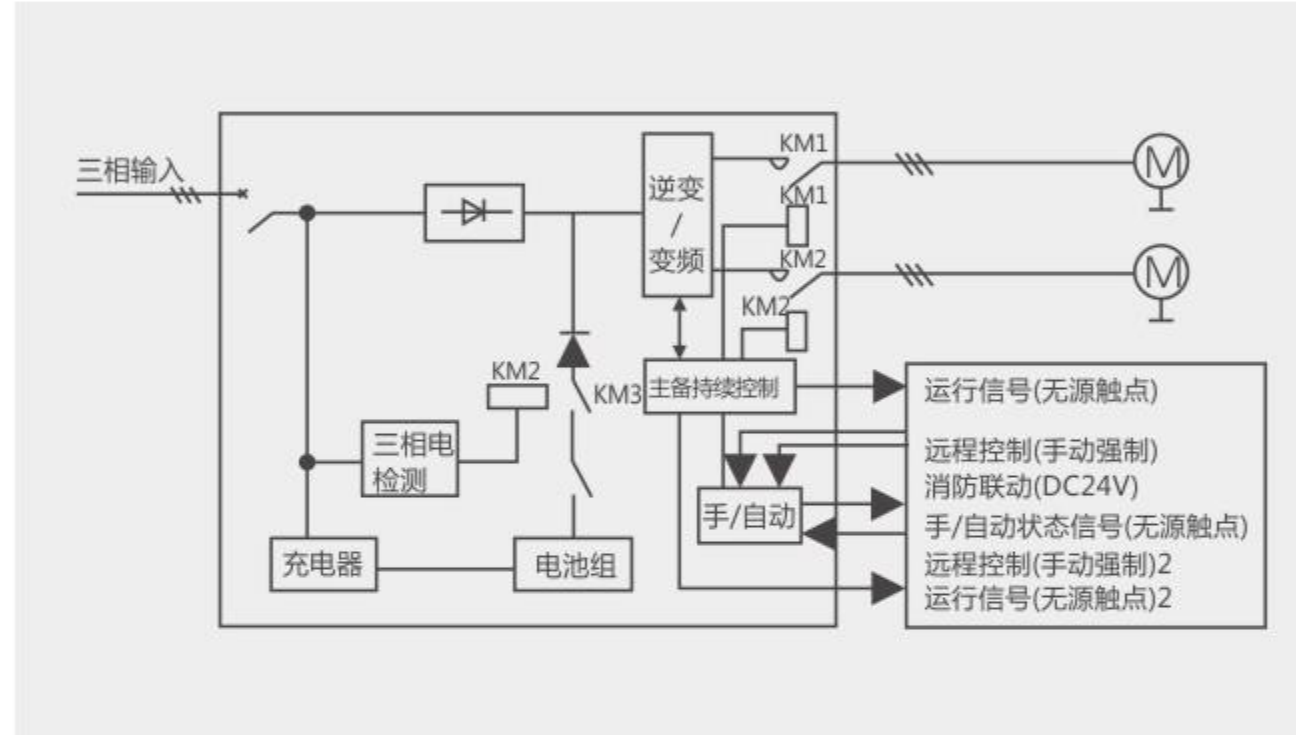 三相输入
KM1
M
逆变
/
变频
KM1
KM2
M
KM2
KM2
KM3
主备持续控制
运行信号(无源触点)
三相电
检测
远程控制(手动强制)
消防联动(DC24V)
手/自动
手/自动状态信号(无源触点)
充电器
电池组
远程控制(手动强制)2
运行信号(无源触点)2